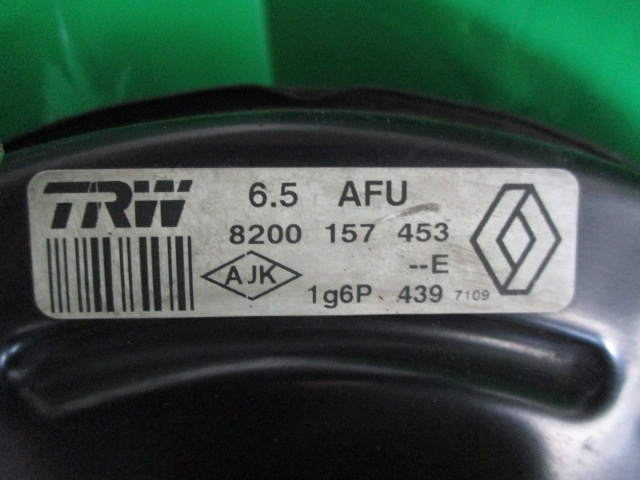 TRW 6.5 AFU
8200 157 453
AJK --E
1g6P 439 7109